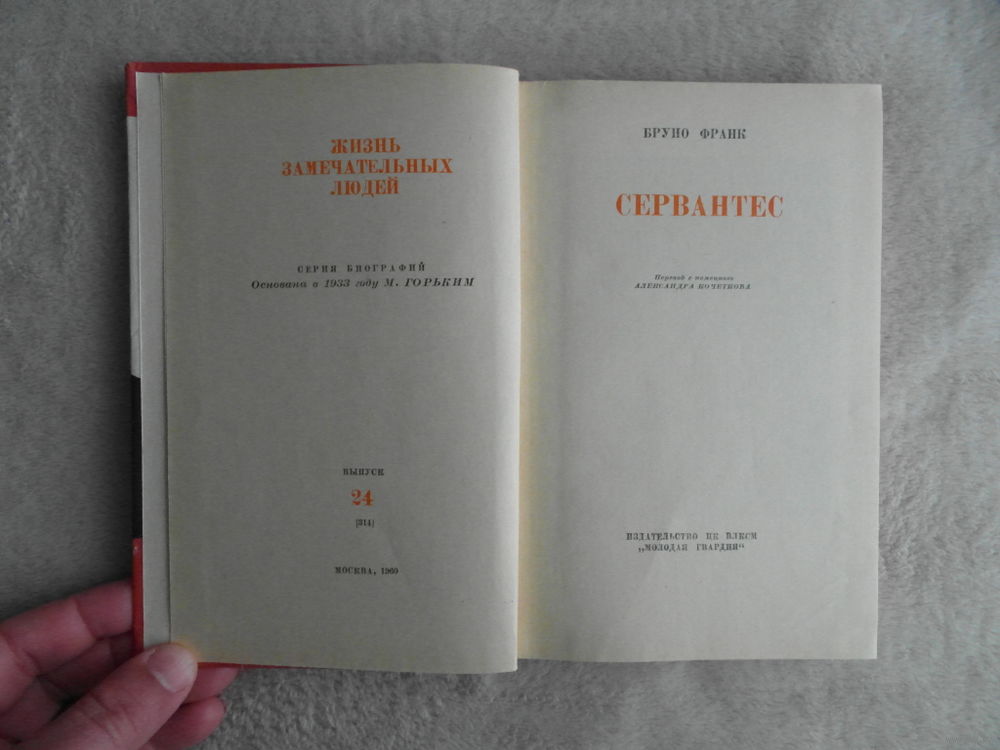 ЖИЗНЬ
ЗАМЕЧАТЕЛЬНЫХ
ЛЮДЕЙ
СЕРИЯ БИОГРАФИЙ
Основана в 1933 году М. ГОРЬКИМ
ВЫПУСК
24
(314)
МОСКВА, 1960
БРУНО ФРАНК
СЕРВАНТЕС
Перевод с немецкого
АЛЕКСАНДРА КОЧЕТКОВА
ИЗДАТЕЛЬСТВО ЦК ВЛКСМ
„МОЛОДАЯ ГВАРДИЯ“